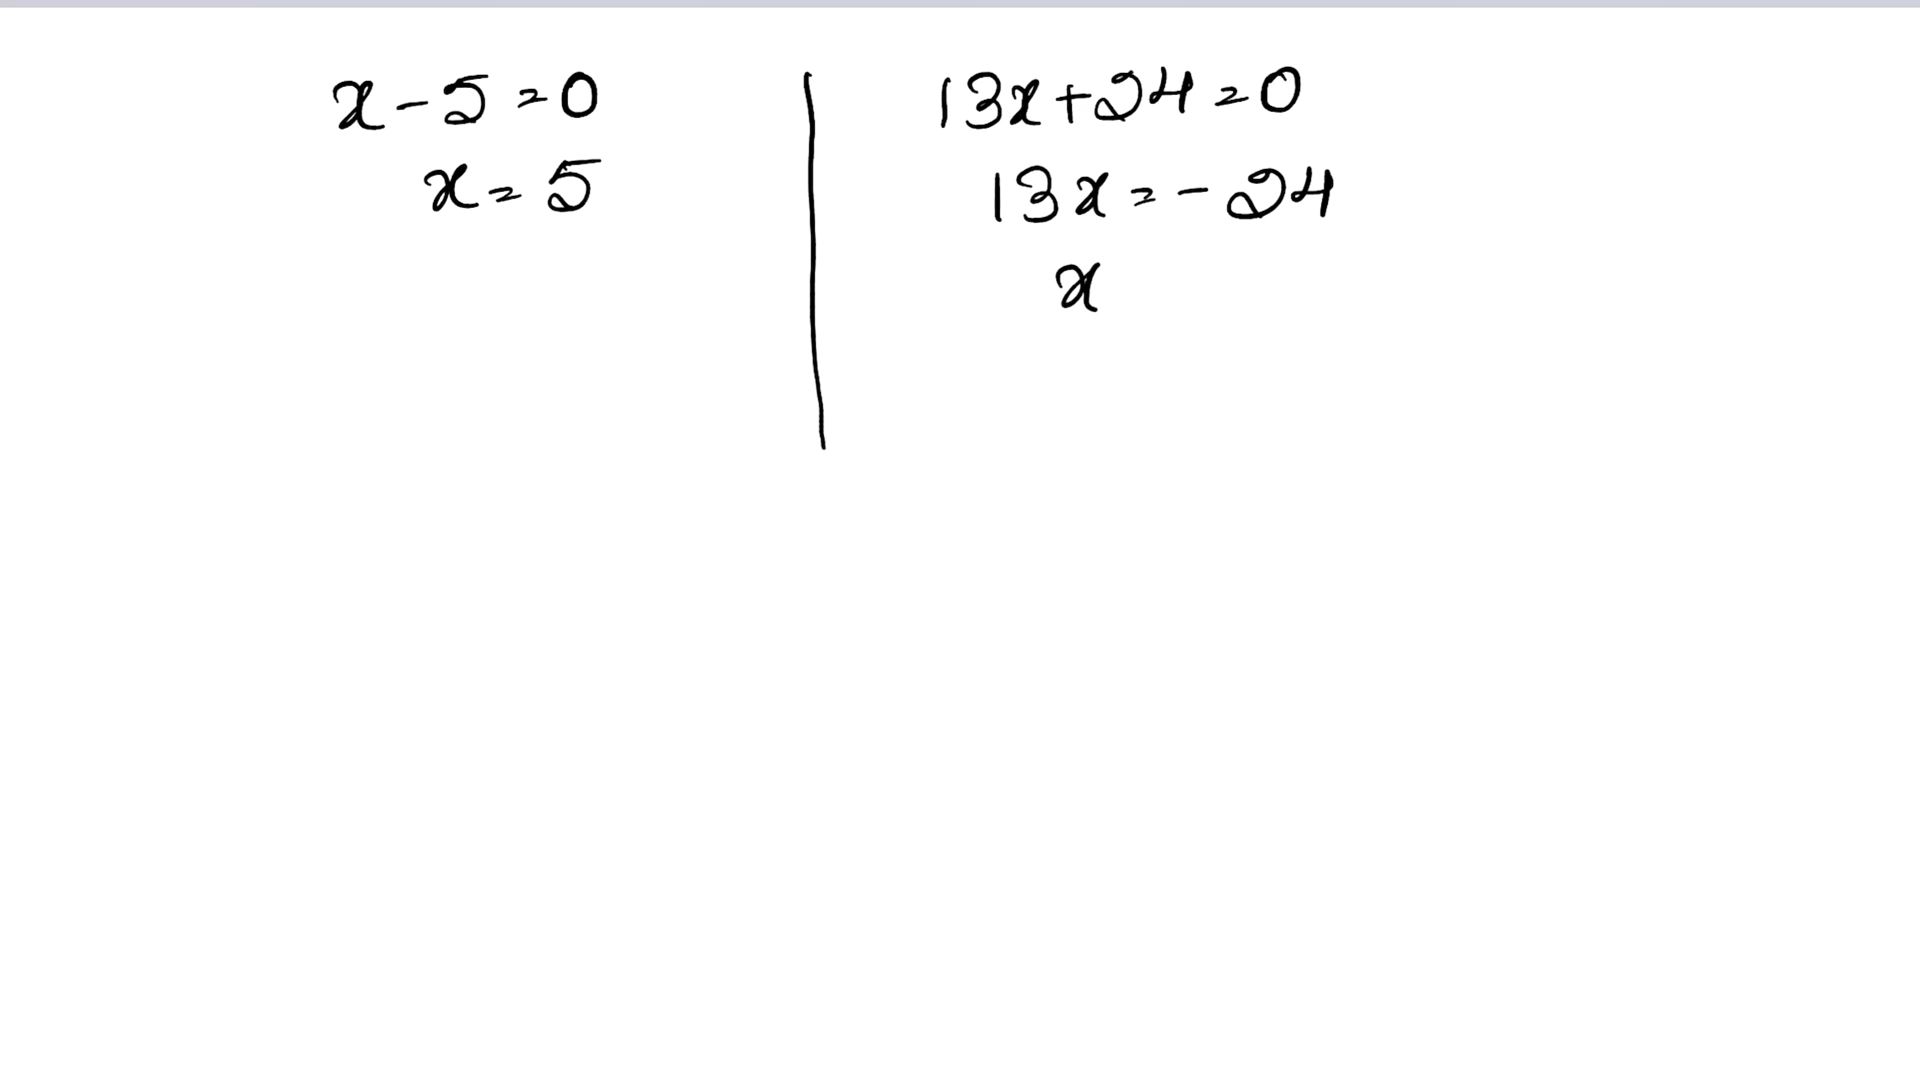 x - 5 = 0
x = 5
13x + 24 = 0
13x = - 24
x